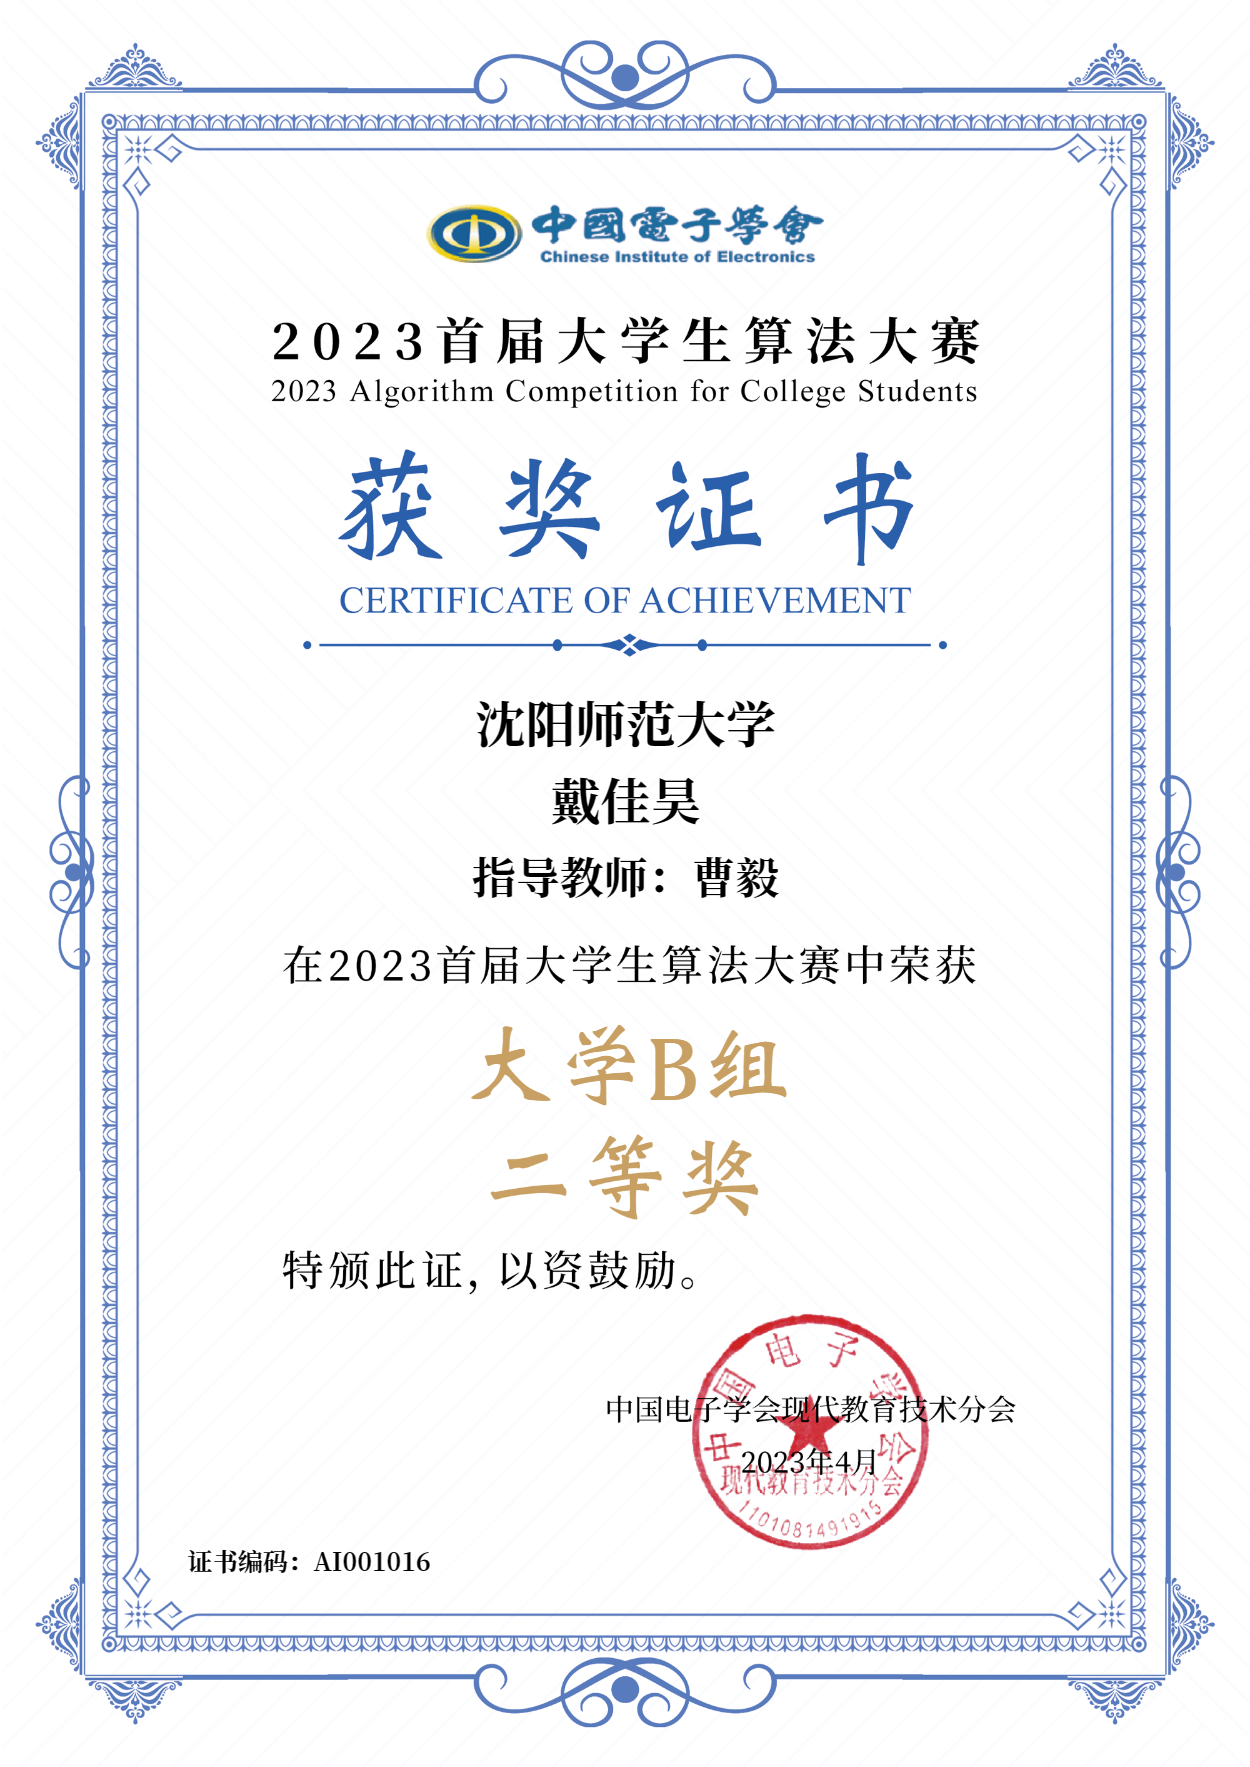 中國電子學會
Chinese Institute of Electronics
2023首届大学生算法大赛
2023 Algorithm Competition for College Students
获奖证书
CERTIFICATE OF ACHIEVEMENT
沈阳师范大学
戴佳昊
指导教师：曹毅
在2023首届大学生算法大赛中荣获
大学B组
二等奖
特颁此证，以资鼓励。
中国电子学会
中国电子学会现代教育技术分会
2023年4月
现代教育技术分会
1101081491915
证书编码：AI001016